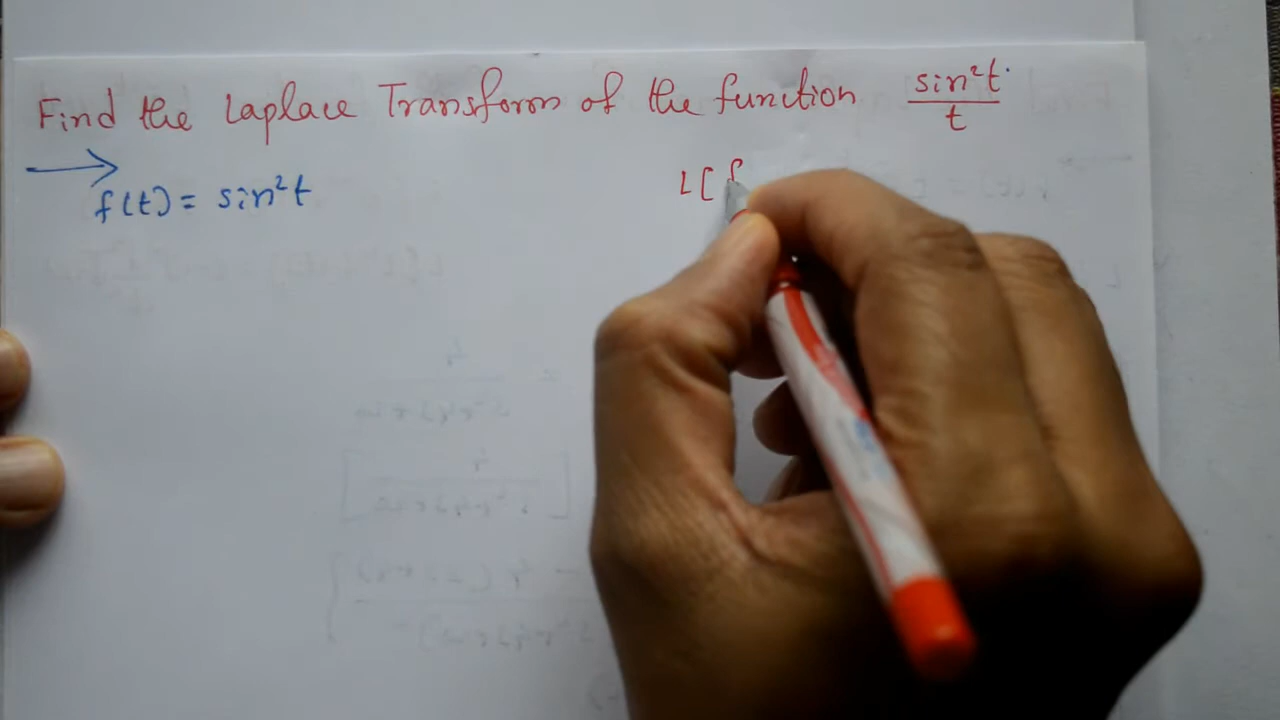 Find the Laplace Transform of the function sin²t/t
f(t) = sin²t
L[f